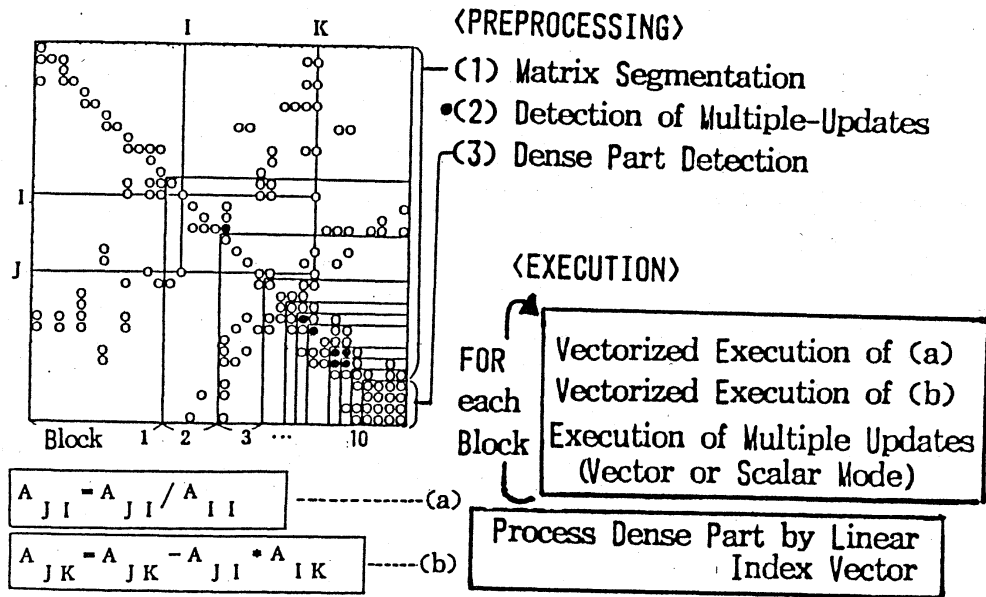 I K
<PREPROCESSING>
(1) Matrix Segmentation
•(2) Detection of Multiple-Updates
(3) Dense Part Detection
I
J
Block 1 2 3 ... 10
<EXECUTION>
FOR
each
Block
Vectorized Execution of (a)
Vectorized Execution of (b)
Execution of Multiple Updates
(Vector or Scalar Mode)
Process Dense Part by Linear
Index Vector
A JI = A JI / A II (a)
A JK = A JK - A JI * A IK (b)